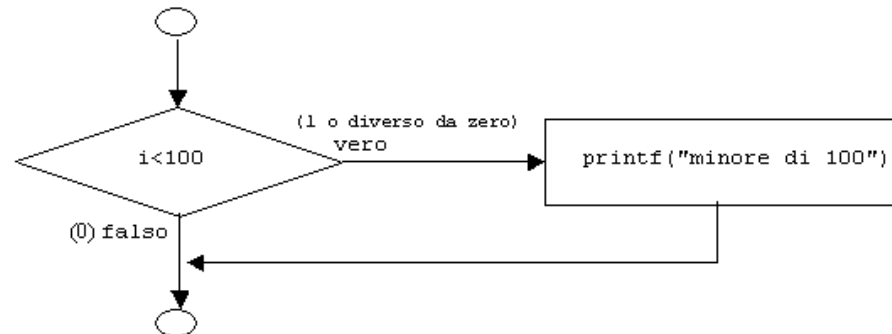 (1 o diverso da zero)
vero
i<100
printf("minore di 100")
(0) falso